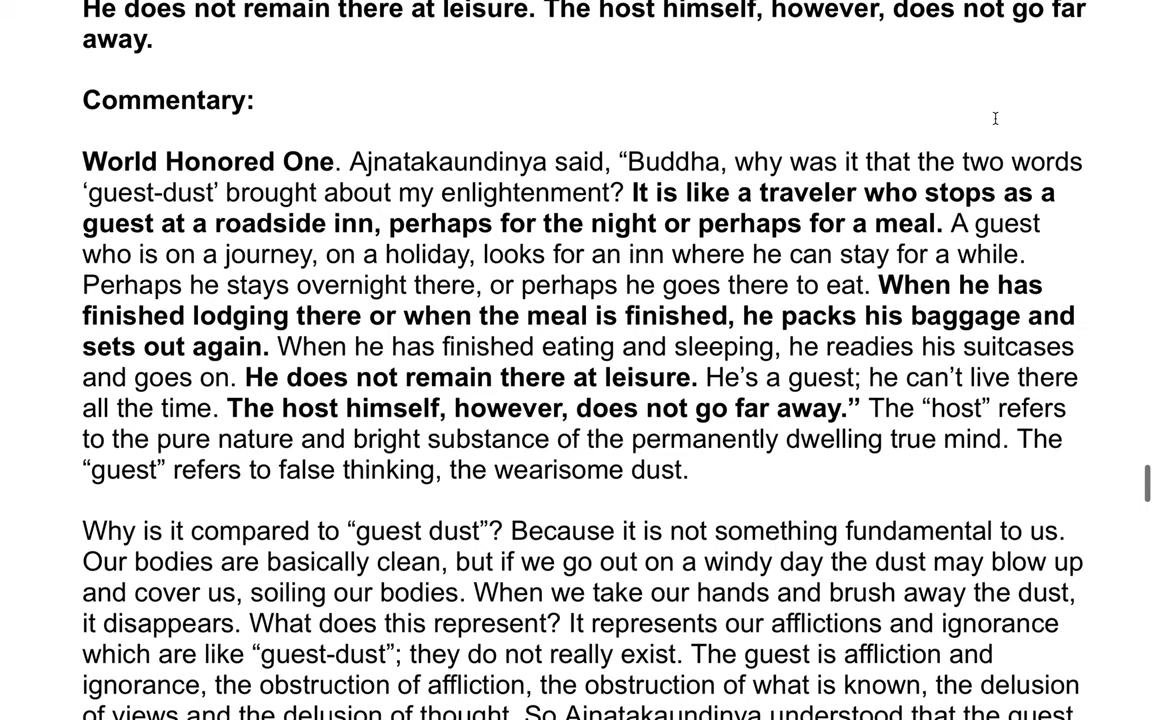 He does not remain there at leisure. The host himself, however, does not go far
away.
Commentary:
World Honored One. Ajnatakaundinya said, “Buddha, why was it that the two words
‘guest-dust’ brought about my enlightenment? It is like a traveler who stops as a
guest at a roadside inn, perhaps for the night or perhaps for a meal. A guest
who is on a journey, on a holiday, looks for an inn where he can stay for a while.
Perhaps he stays overnight there, or perhaps he goes there to eat. When he has
finished lodging there or when the meal is finished, he packs his baggage and
sets out again. When he has finished eating and sleeping, he readies his suitcases
and goes on. He does not remain there at leisure. He’s a guest; he can’t live there
all the time. The host himself, however, does not go far away.” The “host” refers
to the pure nature and bright substance of the permanently dwelling true mind. The
“guest” refers to false thinking, the wearisome dust.
Why is it compared to “guest dust”? Because it is not something fundamental to us.
Our bodies are basically clean, but if we go out on a windy day the dust may blow up
and cover us, soiling our bodies. When we take our hands and brush away the dust,
it disappears. What does this represent? It represents our afflictions and ignorance
which are like “guest-dust”; they do not really exist. The guest is affliction and
ignorance, the obstruction of affliction, the obstruction of what is known, the delusion
of views and the delusion of thought. So Ajnatakaundinya understood that the guest